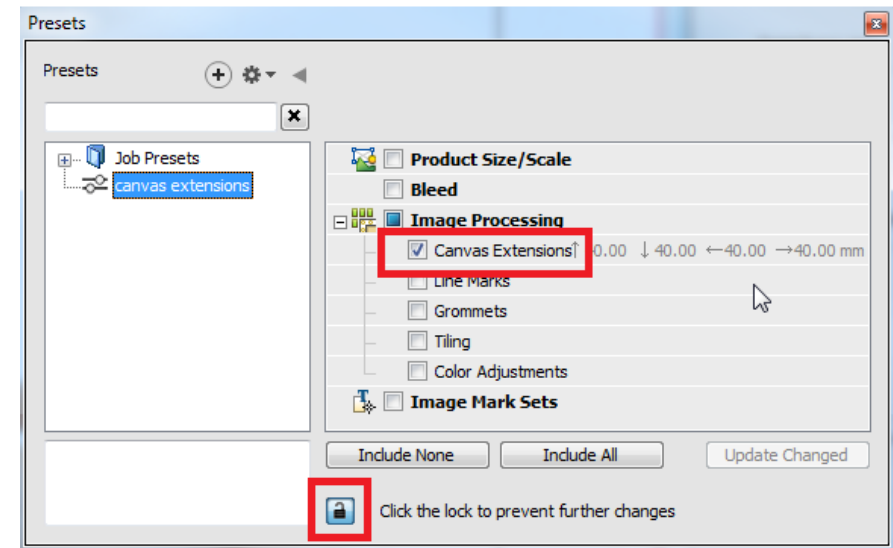 Presets
Presets
Job Presets
canvas extensions
Product Size/Scale
Bleed
Image Processing
Canvas Extensions↑ 0.00 ↓ 40.00 ←40.00 →40.00 mm
Line Marks
Grommets
Tiling
Color Adjustments
Image Mark Sets
Include None Include All Update Changed
Click the lock to prevent further changes